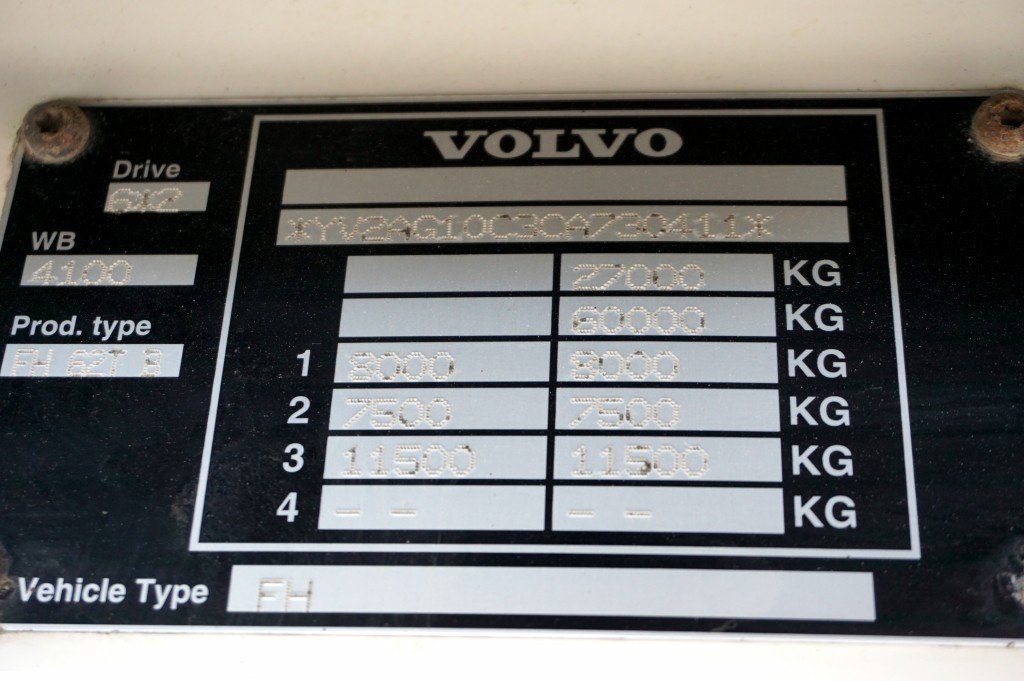 VOLVO
Drive
6X2
XYV2AG10C3CA730411X
WB
4100
27000 KG
60000 KG
Prod. type
FH 62T B
1 8000 8000 KG
2 7500 7500 KG
3 11500 11500 KG
4 - - - - KG
Vehicle Type FH